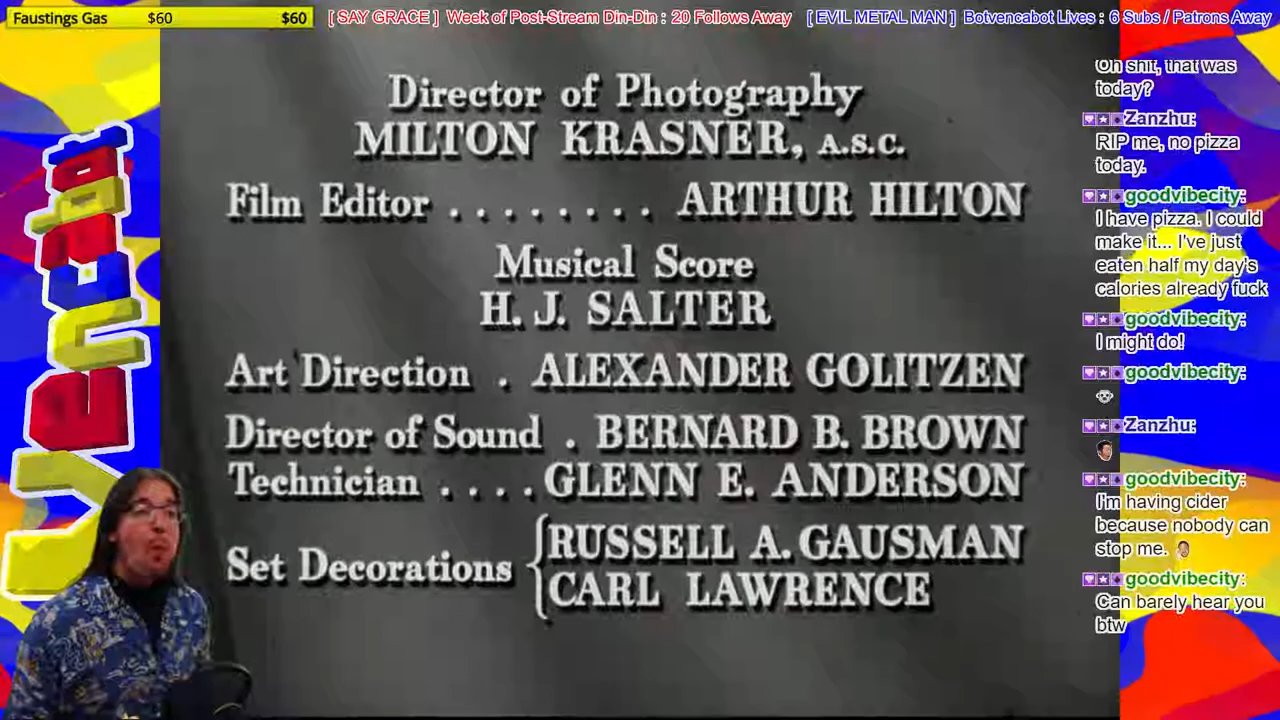 Faustings Gas $60 $60
[ SAY GRACE ] Week of Post-Stream Din-Din : 20 Follows Away [ EVIL METAL MAN ] Botvencabot Lives : 6 Subs / Patrons Away
Director of Photography
MILTON KRASNER, A.S.C.
Film Editor . . . . . . . . ARTHUR HILTON
Musical Score
H. J. SALTER
Art Direction . ALEXANDER GOLITZEN
Director of Sound . BERNARD B. BROWN
Technician . . . . GLENN E. ANDERSON
Set Decorations { RUSSELL A. GAUSMAN
CARL LAWRENCE
Oh shit, that was
today?
Zanzhu:
RIP me, no pizza
today.
goodvibecity:
I have pizza. I could
make it... I've just
eaten half my day's
calories already fuck
goodvibecity:
I might do!
goodvibecity:
Zanzhu:
goodvibecity:
I'm having cider
because nobody can
stop me.
goodvibecity:
Can barely hear you
btw